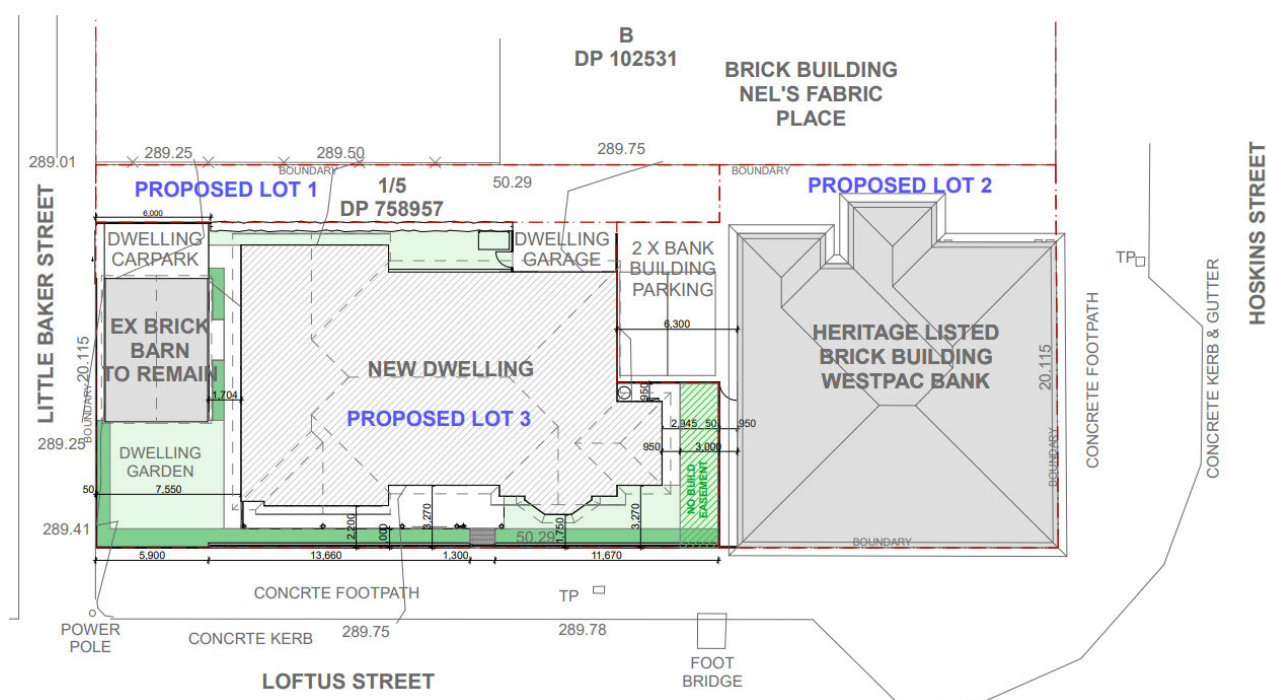 B
DP 102531
BRICK BUILDING
NEL'S FABRIC
PLACE
289.01
289.25
289.50
289.75
BOUNDARY
50.29
BOUNDARY
PROPOSED LOT 1
1/5
DP 758957
PROPOSED LOT 2
6,000
LITTLE BAKER STREET
HOSKINS STREET
DWELLING
CARPARK
DWELLING
GARAGE
2 X BANK
BUILDING
PARKING
TP
EX BRICK
BARN
TO REMAIN
6,300
HERITAGE LISTED
BRICK BUILDING
WESTPAC BANK
20.115
BOUNDARY
20.115
BOUNDARY
CONCRETE FOOTPATH
CONCRETE KERB & GUTTER
NEW DWELLING
PROPOSED LOT 3
1,704
950
2,945
50
950
950
3,000
289.25
DWELLING
GARDEN
7,550
50
NO BUILD
EASEMENT
289.41
2,200
000
3,270
1,750
3,270
50.29
BOUNDARY
5,900
13,660
1,300
11,670
CONCRTE FOOTPATH
TP
POWER
POLE
CONCRTE KERB
289.75
289.78
FOOT
BRIDGE
LOFTUS STREET